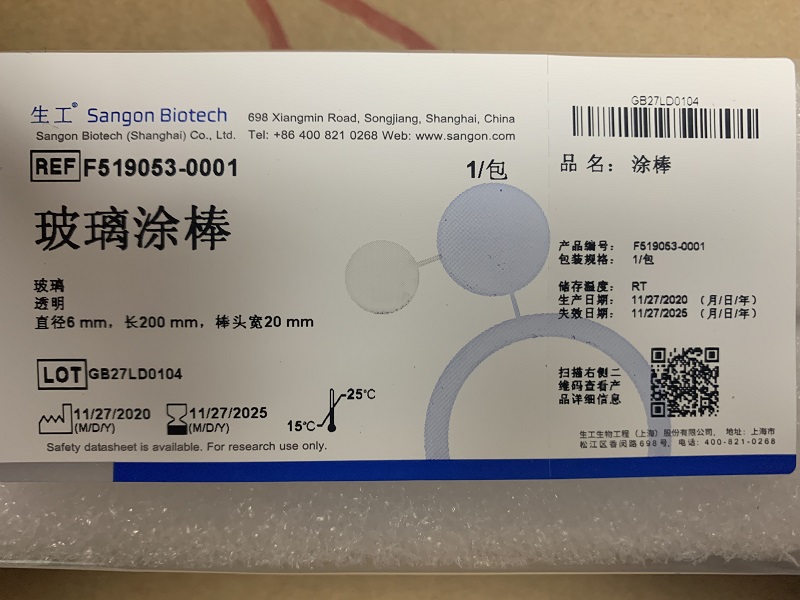 生工® Sangon Biotech
Sangon Biotech (Shanghai) Co., Ltd.
698 Xiangmin Road, Songjiang, Shanghai, China
Tel: +86 400 821 0268 Web: www.sangon.com
REF F519053-0001
1/包
玻璃涂棒
玻璃
透明
直径6 mm，长200 mm，棒头宽20 mm
LOT GB27LD0104
11/27/2020
(M/D/Y)
11/27/2025
(M/D/Y)
15℃
25℃
Safety datasheet is available. For research use only.
GB27LD0104
品 名： 涂棒
产品编号： F519053-0001
包装规格： 1/包
储存温度： RT
生产日期： 11/27/2020 （月/日/年）
失效日期： 11/27/2025 （月/日/年）
扫描右侧二
维码查看产
品详细信息
生工生物工程（上海）股份有限公司， 地址：上海市
松江区香闵路698号，电话：400-821-0268